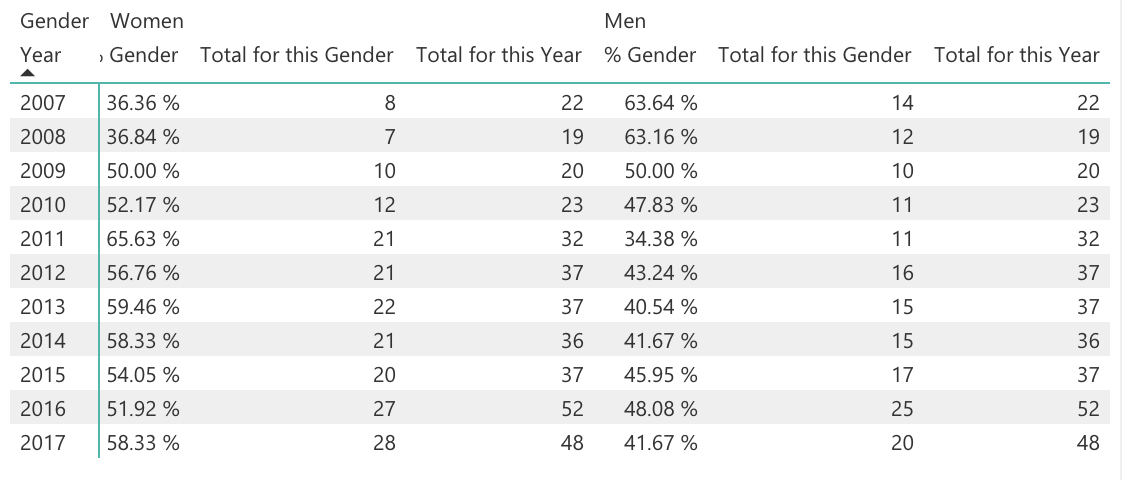 Gender Women Men
Year Gender Total for this Gender Total for this Year % Gender Total for this Gender Total for this Year
2007 36.36 % 8 22 63.64 % 14 22
2008 36.84 % 7 19 63.16 % 12 19
2009 50.00 % 10 20 50.00 % 10 20
2010 52.17 % 12 23 47.83 % 11 23
2011 65.63 % 21 32 34.38 % 11 32
2012 56.76 % 21 37 43.24 % 16 37
2013 59.46 % 22 37 40.54 % 15 37
2014 58.33 % 21 36 41.67 % 15 36
2015 54.05 % 20 37 45.95 % 17 37
2016 51.92 % 27 52 48.08 % 25 52
2017 58.33 % 28 48 41.67 % 20 48